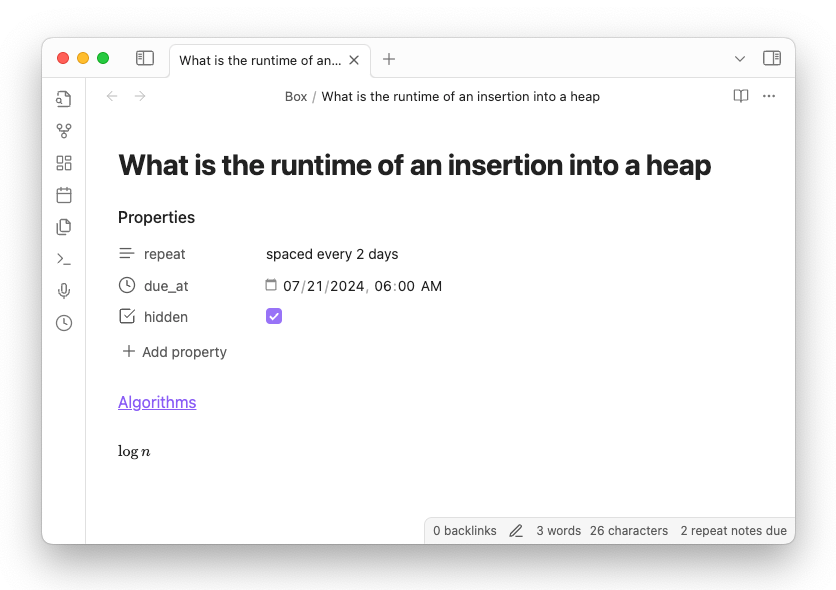 What is the runtime of an...
Box / What is the runtime of an insertion into a heap
What is the runtime of an insertion into a heap
Properties
repeat spaced every 2 days
due_at 07/21/2024, 06:00 AM
hidden
Add property
Algorithms
log n
0 backlinks 3 words 26 characters 2 repeat notes due